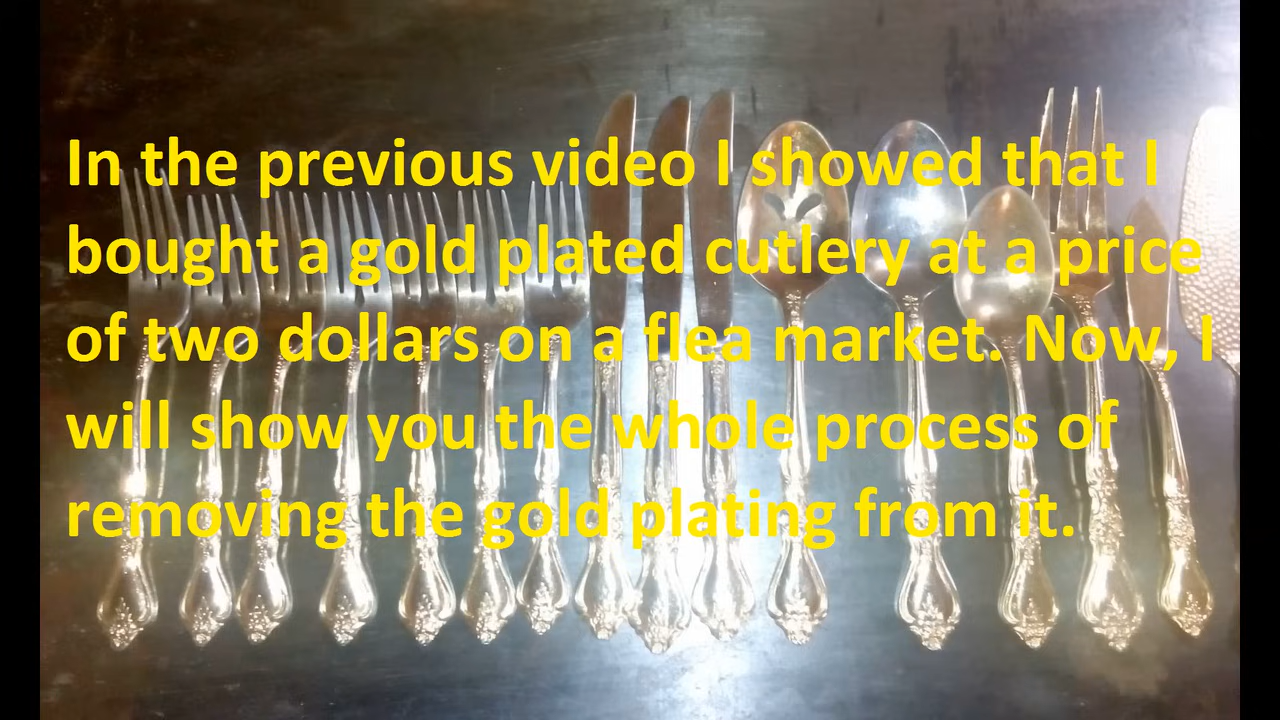 In the previous video I showed that I
bought a gold plated cutlery at a price
of two dollars on a flea market. Now, I
will show you the whole process of
removing the gold plating from it.